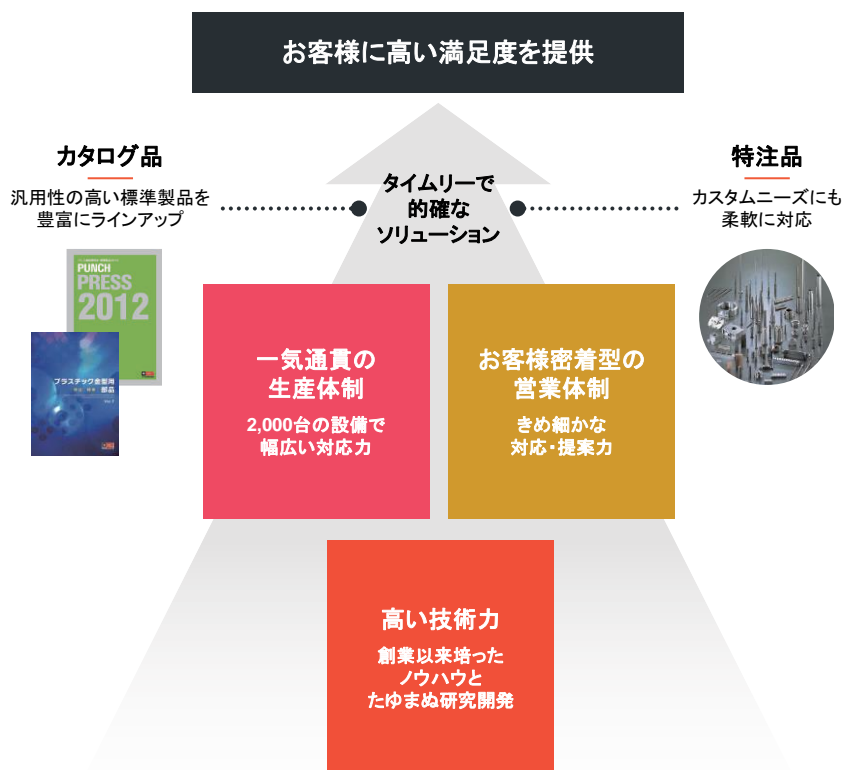 お客様に高い満足度を提供
カタログ品
汎用性の高い標準製品を
豊富にラインアップ
タイムリーで
的確な
ソリューション
特注品
カスタムニーズにも
柔軟に対応
PUNCH
PRESS
2012
プラスチック金型用
部品
一気通貫の
生産体制
2,000台の設備で
幅広い対応力
お客様密着型の
営業体制
きめ細かな
対応・提案力
高い技術力
創業以来培った
ノウハウと
たゆまぬ研究開発